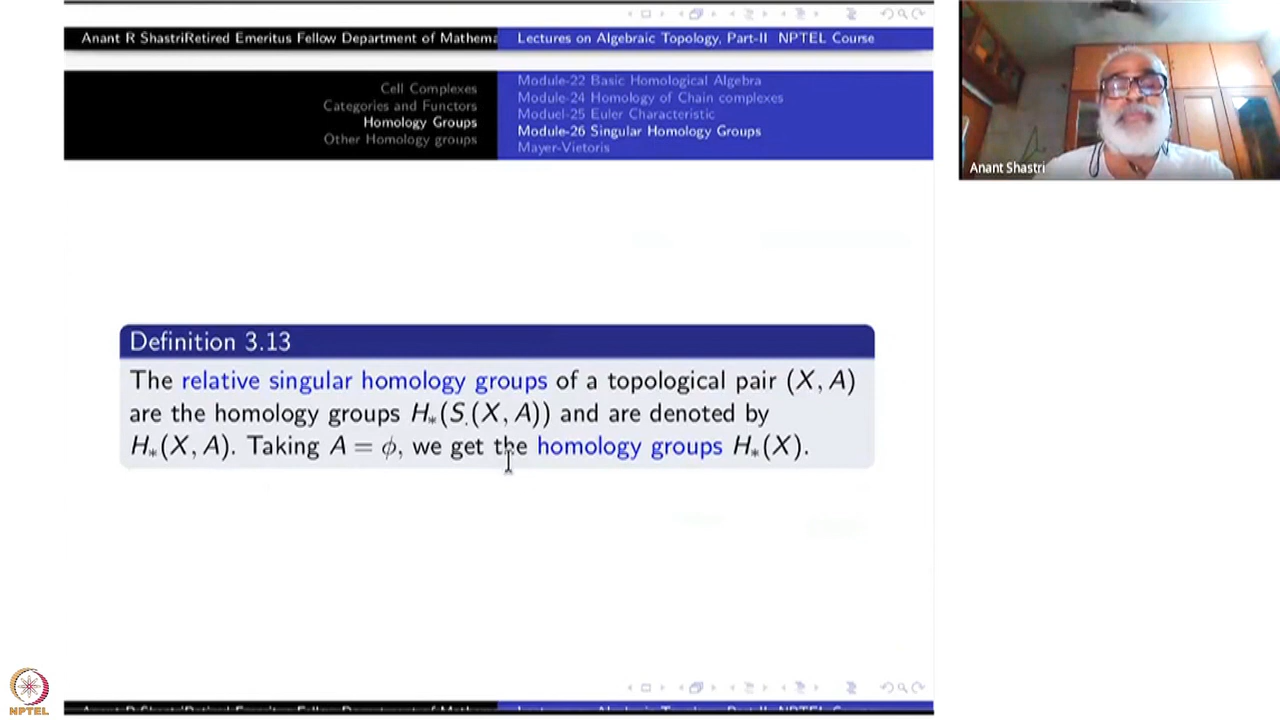 Anant R ShastriRetired Emeritus Fellow Department of Mathema
Lectures on Algebraic Topology, Part-II NPTEL Course
Cell Complexes
Categories and Functors
Homology Groups
Other Homology groups
Module-22 Basic Homological Algebra
Module-24 Homology of Chain complexes
Moduel-25 Euler Characteristic
Module-26 Singular Homology Groups
Mayer-Vietoris
Anant Shastri
Definition 3.13
The relative singular homology groups of a topological pair (X, A)
are the homology groups H_*(S.(X, A)) and are denoted by
H_*(X, A). Taking A = ϕ, we get the homology groups H_*(X).
NPTEL